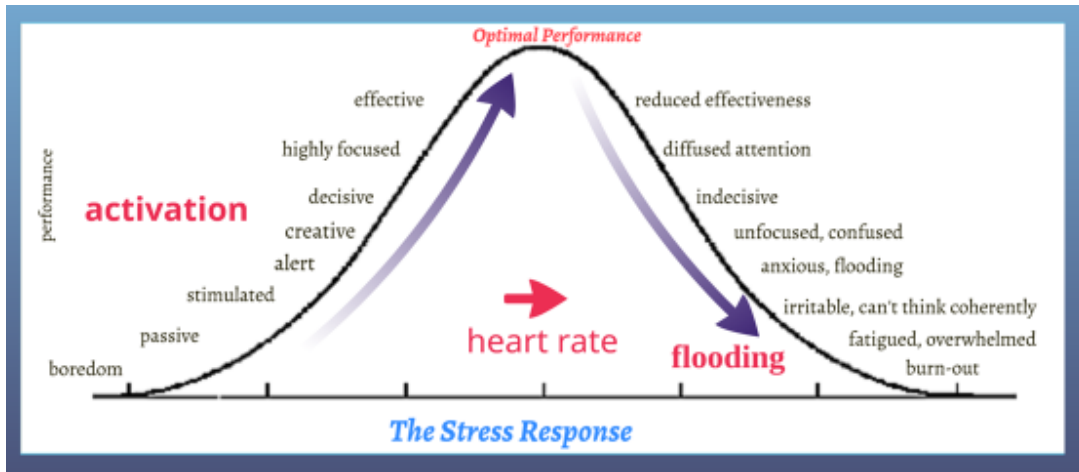 Optimal Performance
effective
highly focused
decisive
creative
alert
stimulated
passive
boredom
performance
activation
reduced effectiveness
diffused attention
indecisive
unfocused, confused
anxious, flooding
irritable, can't think coherently
fatigued, overwhelmed
burn-out
heart rate
flooding
The Stress Response